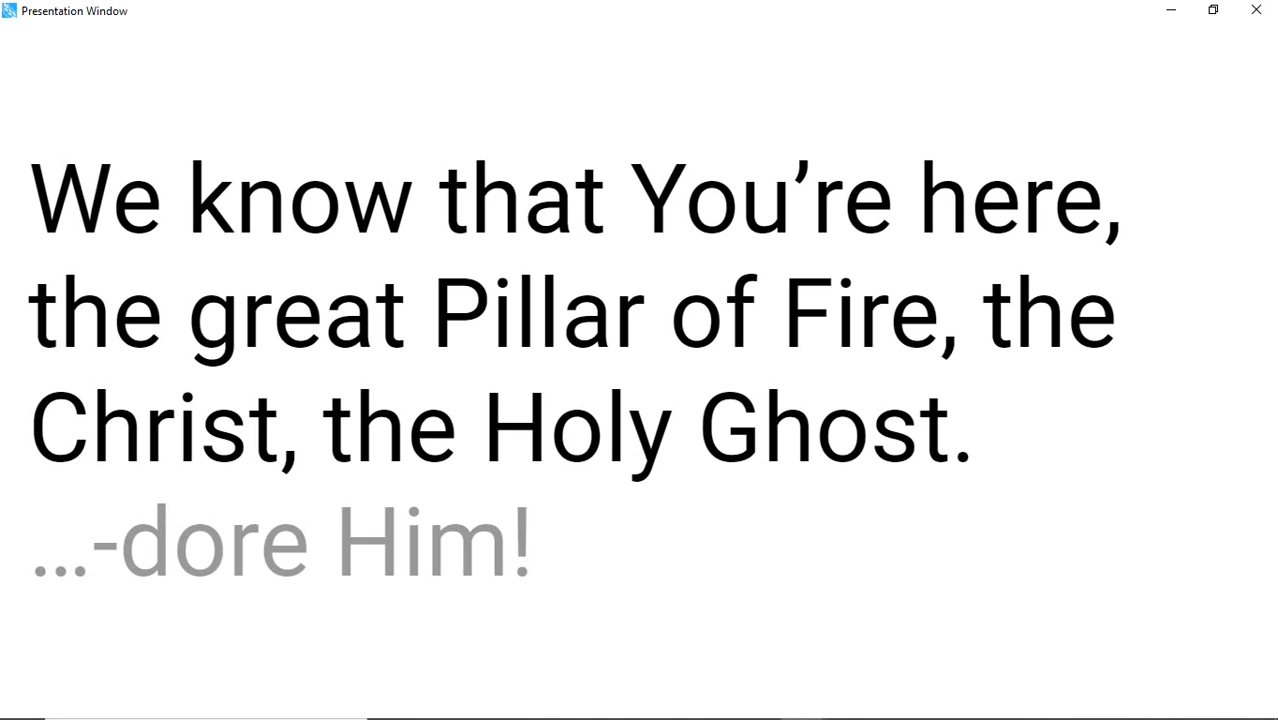 Presentation Window
We know that You’re here,
the great Pillar of Fire, the
Christ, the Holy Ghost.
...-dore Him!